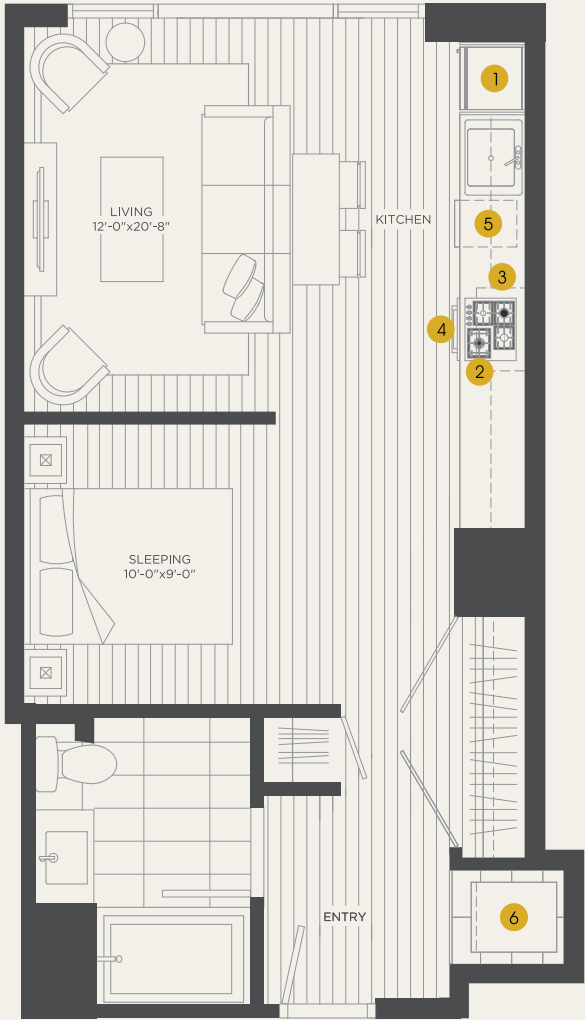 1
LIVING
12'-0"x20'-8"
KITCHEN
5
3
4
2
SLEEPING
10'-0"x9'-0"
ENTRY
6